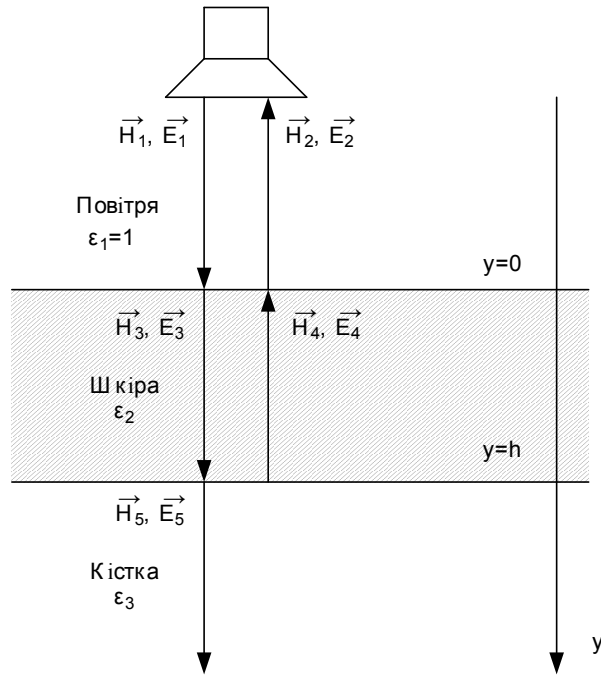 H₁, E₁
H₂, E₂
Повітря
ε₁=1
y=0
H₃, E₃
H₄, E₄
Шкіра
ε₂
y=h
H₅, E₅
Кістка
ε₃
y